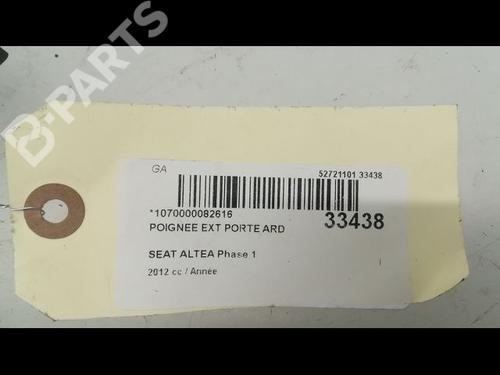 B-PARTS
GA
52721101 33438
*1070000082616
33438
POIGNEE EXT PORTE ARD
SEAT ALTEA Phase 1
2012 cc / Année